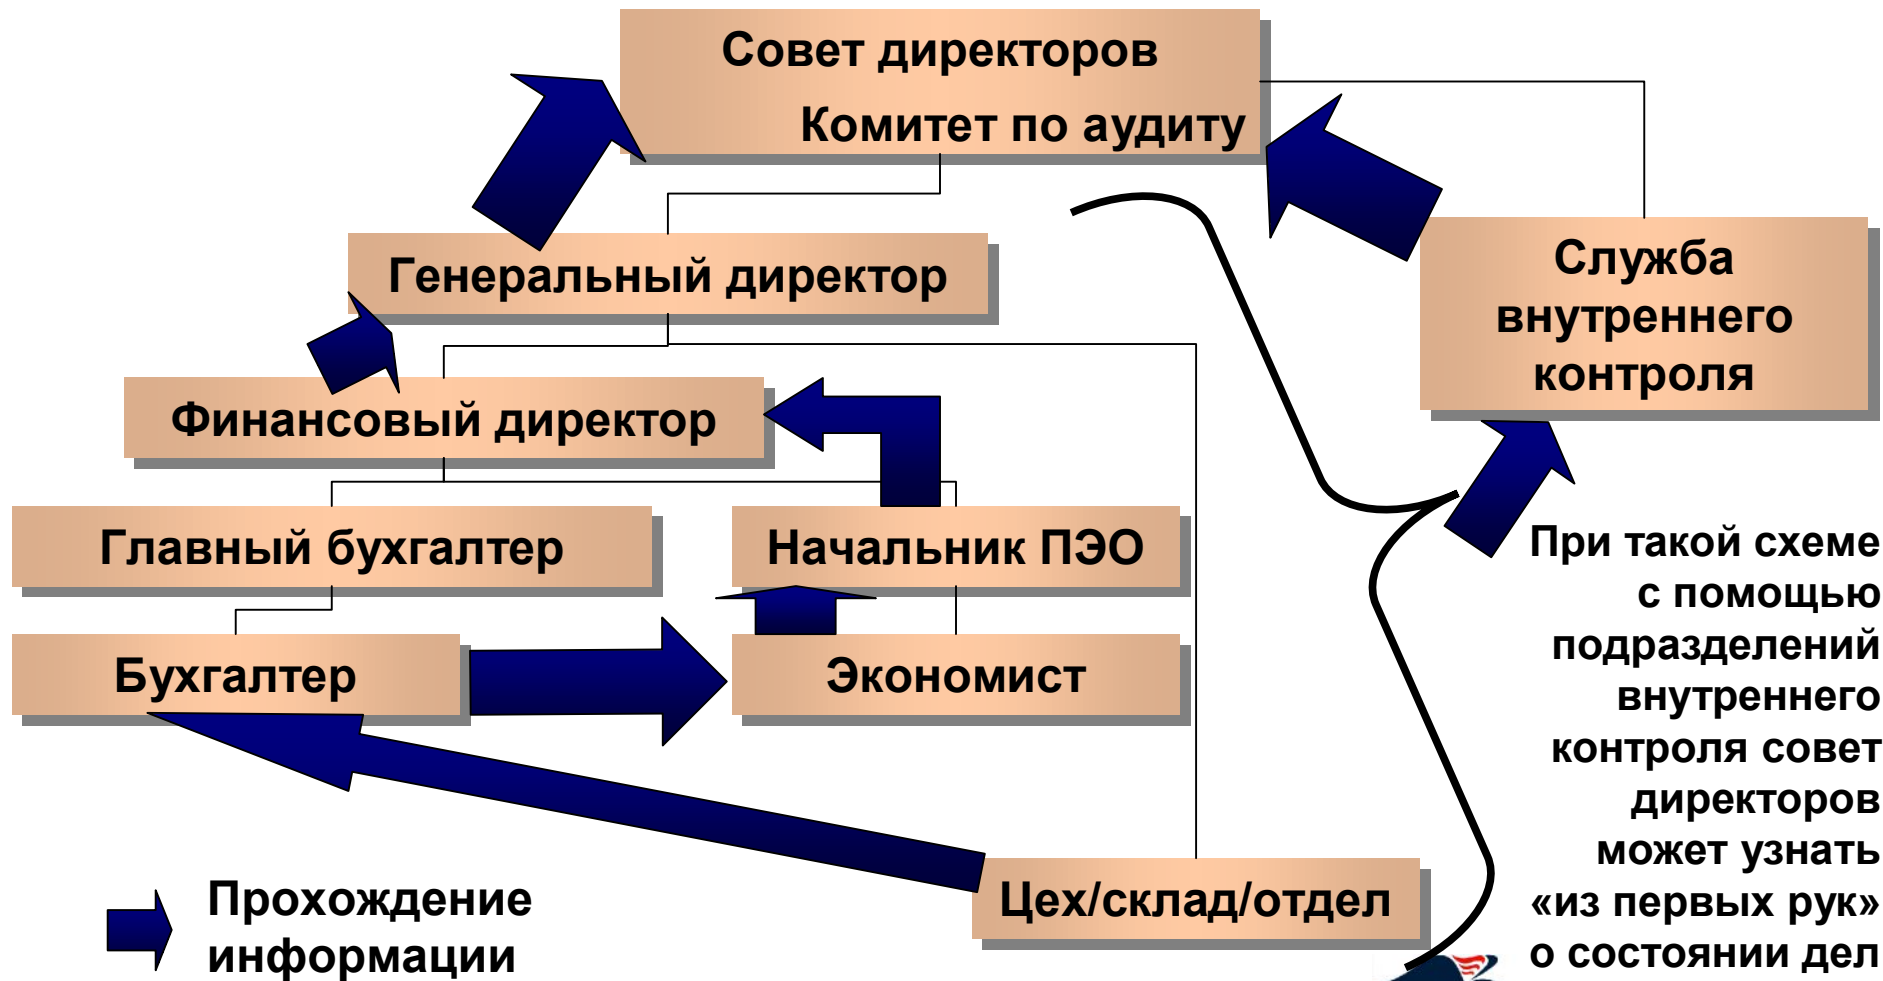 Совет директоров
Комитет по аудиту
Генеральный директор
Служба
внутреннего
контроля
Финансовый директор
Главный бухгалтер
Начальник ПЭО
Бухгалтер
Экономист
Цех/склад/отдел
При такой схеме
с помощью
подразделений
внутреннего
контроля совет
директоров
может узнать
«из первых рук»
о состоянии дел
Прохождение
информации